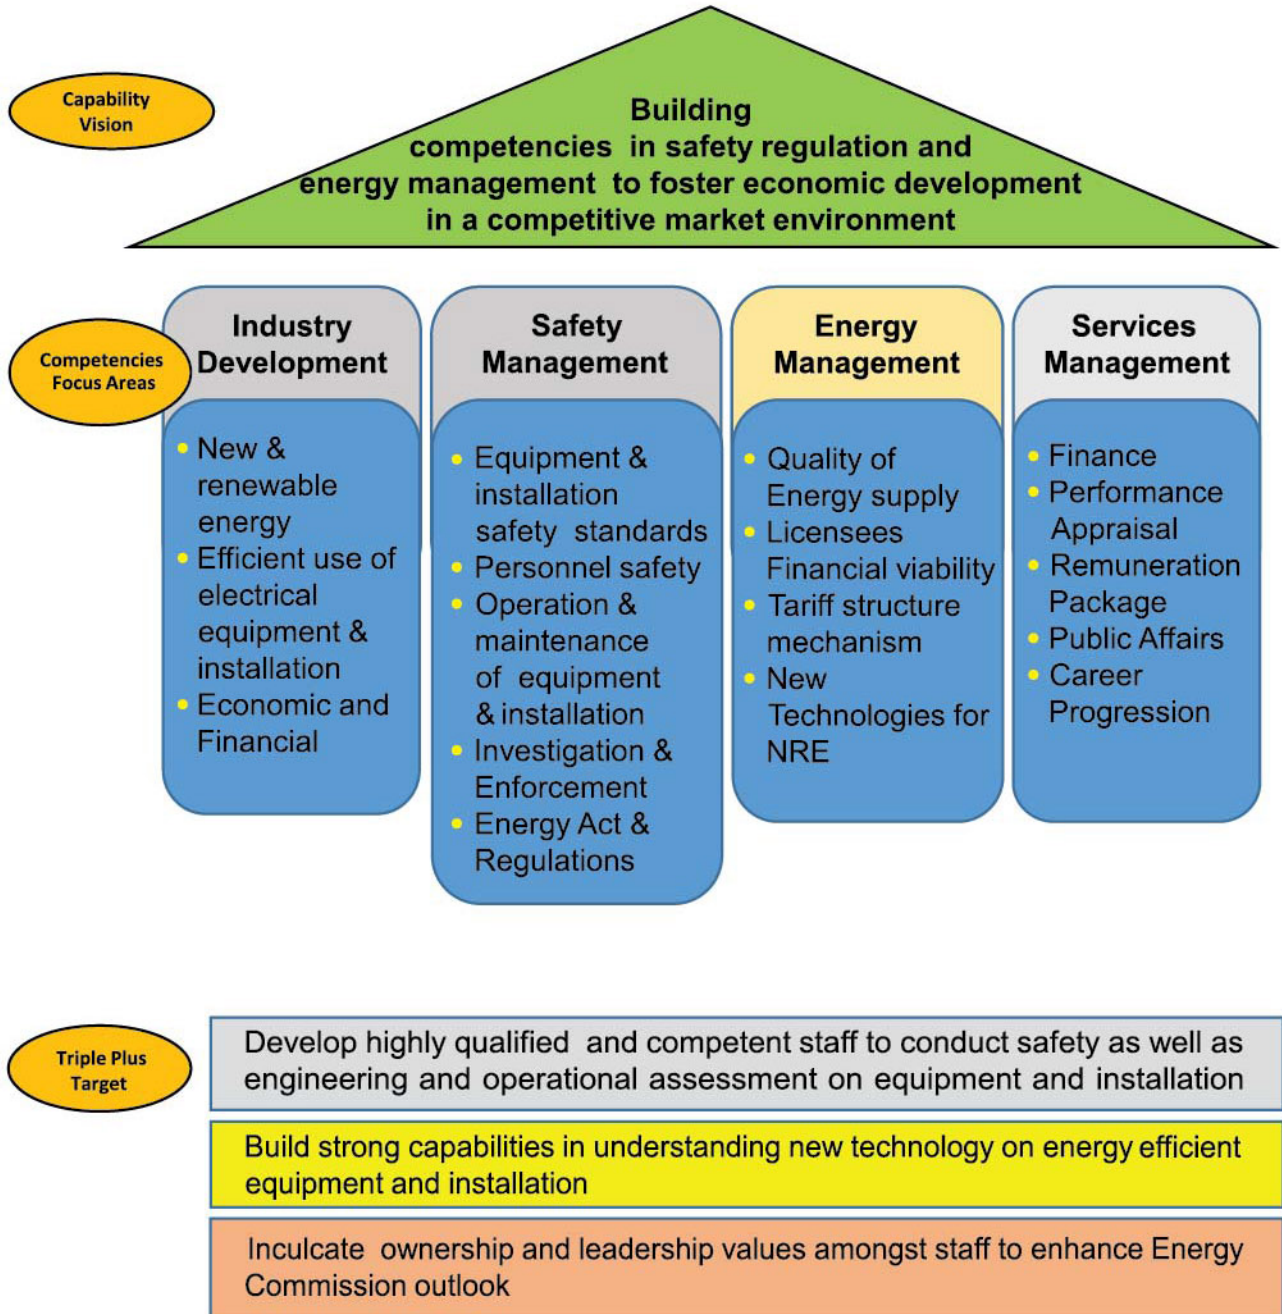 Capability
Vision
Building
competencies in safety regulation and
energy management to foster economic development
in a competitive market environment
Competencies
Focus Areas
Industry
Development
• New &
renewable
energy
• Efficient use of
electrical
equipment &
installation
• Economic and
Financial
Safety
Management
• Equipment &
installation
safety standards
• Personnel safety
• Operation &
maintenance
of equipment
& installation
• Investigation &
Enforcement
• Energy Act &
Regulations
Energy
Management
• Quality of
Energy supply
• Licensees
Financial viability
• Tariff structure
mechanism
• New
Technologies for
NRE
Services
Management
• Finance
• Performance
Appraisal
• Remuneration
Package
• Public Affairs
• Career
Progression
Triple Plus
Target
Develop highly qualified and competent staff to conduct safety as well as
engineering and operational assessment on equipment and installation
Build strong capabilities in understanding new technology on energy efficient
equipment and installation
Inculcate ownership and leadership values amongst staff to enhance Energy
Commission outlook